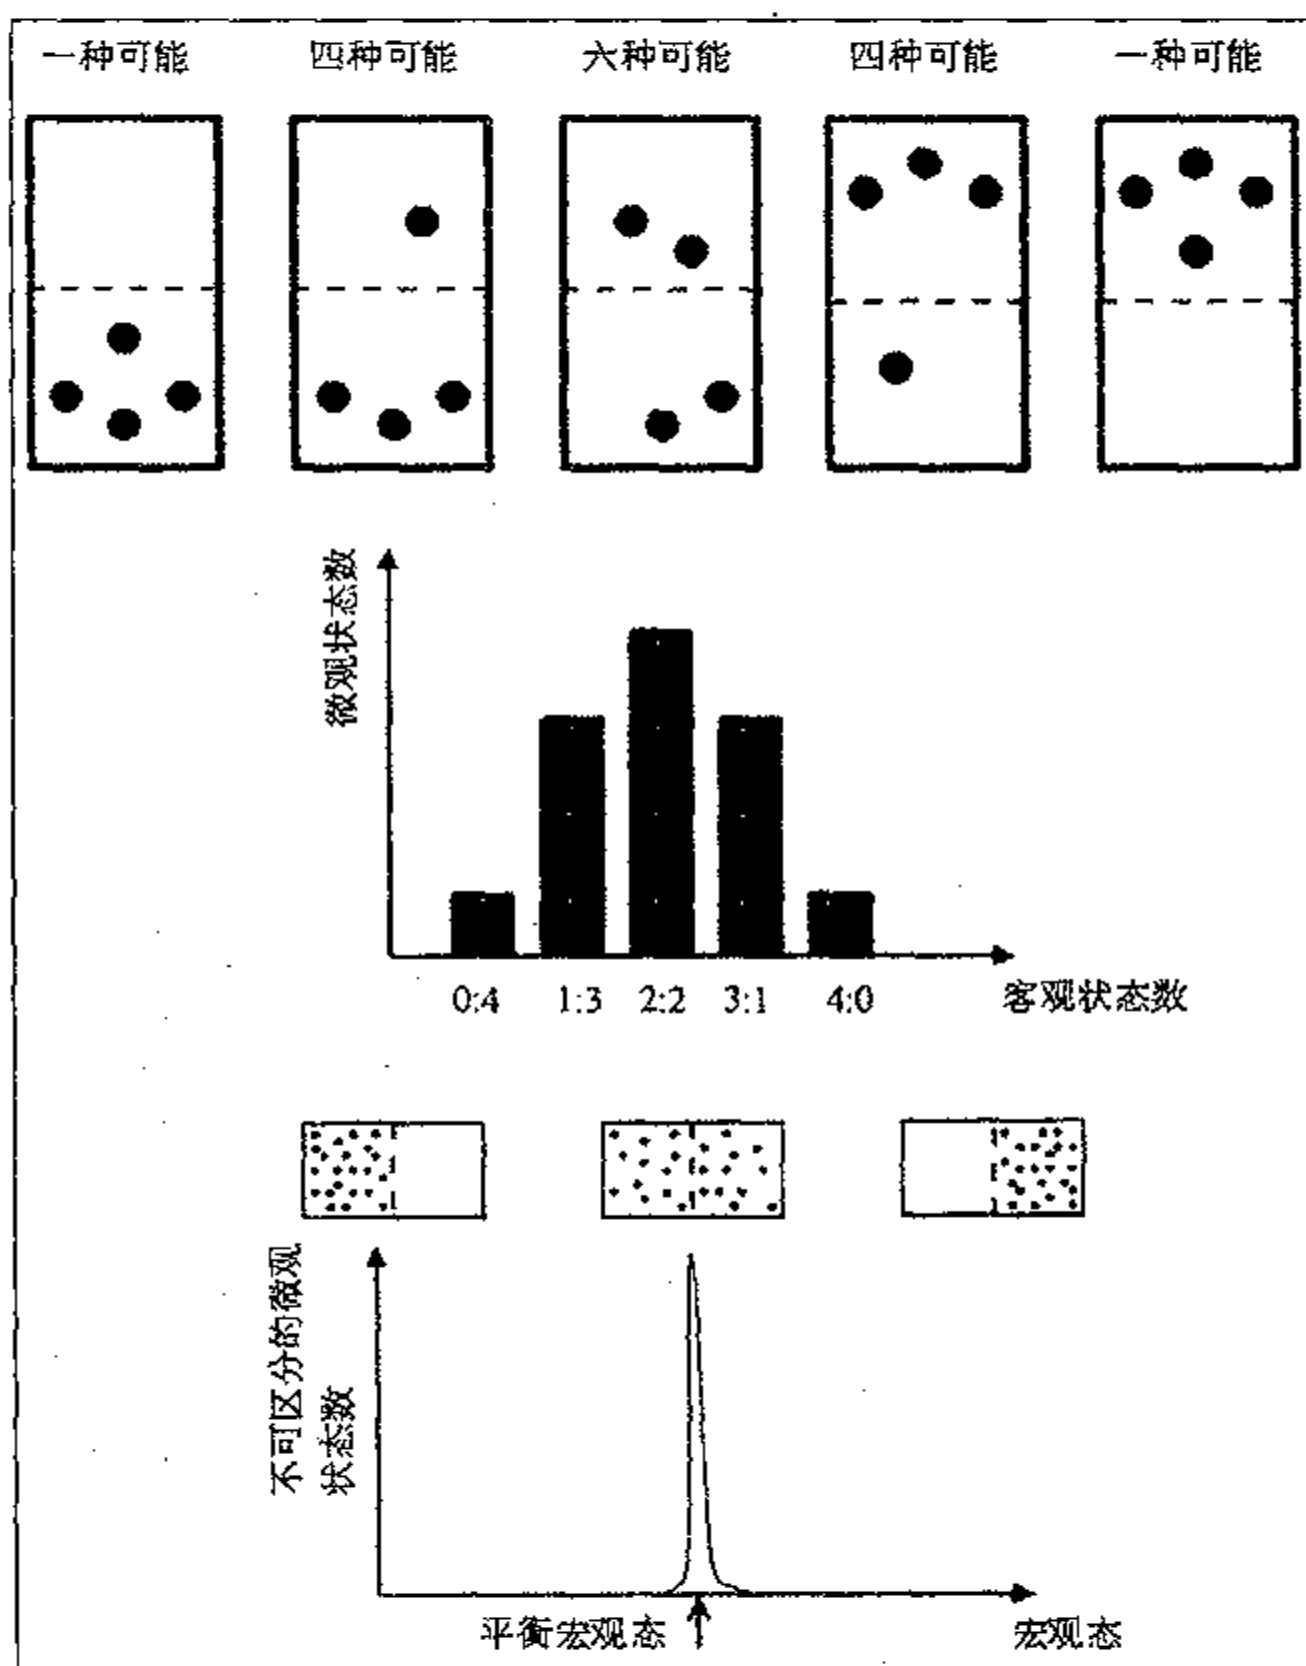 一种可能 四种可能 六种可能 四种可能 一种可能
微观状态数
0:4 1:3 2:2 3:1 4:0 客观状态数
不可区分的微观
状态数
平衡宏观态 宏观态